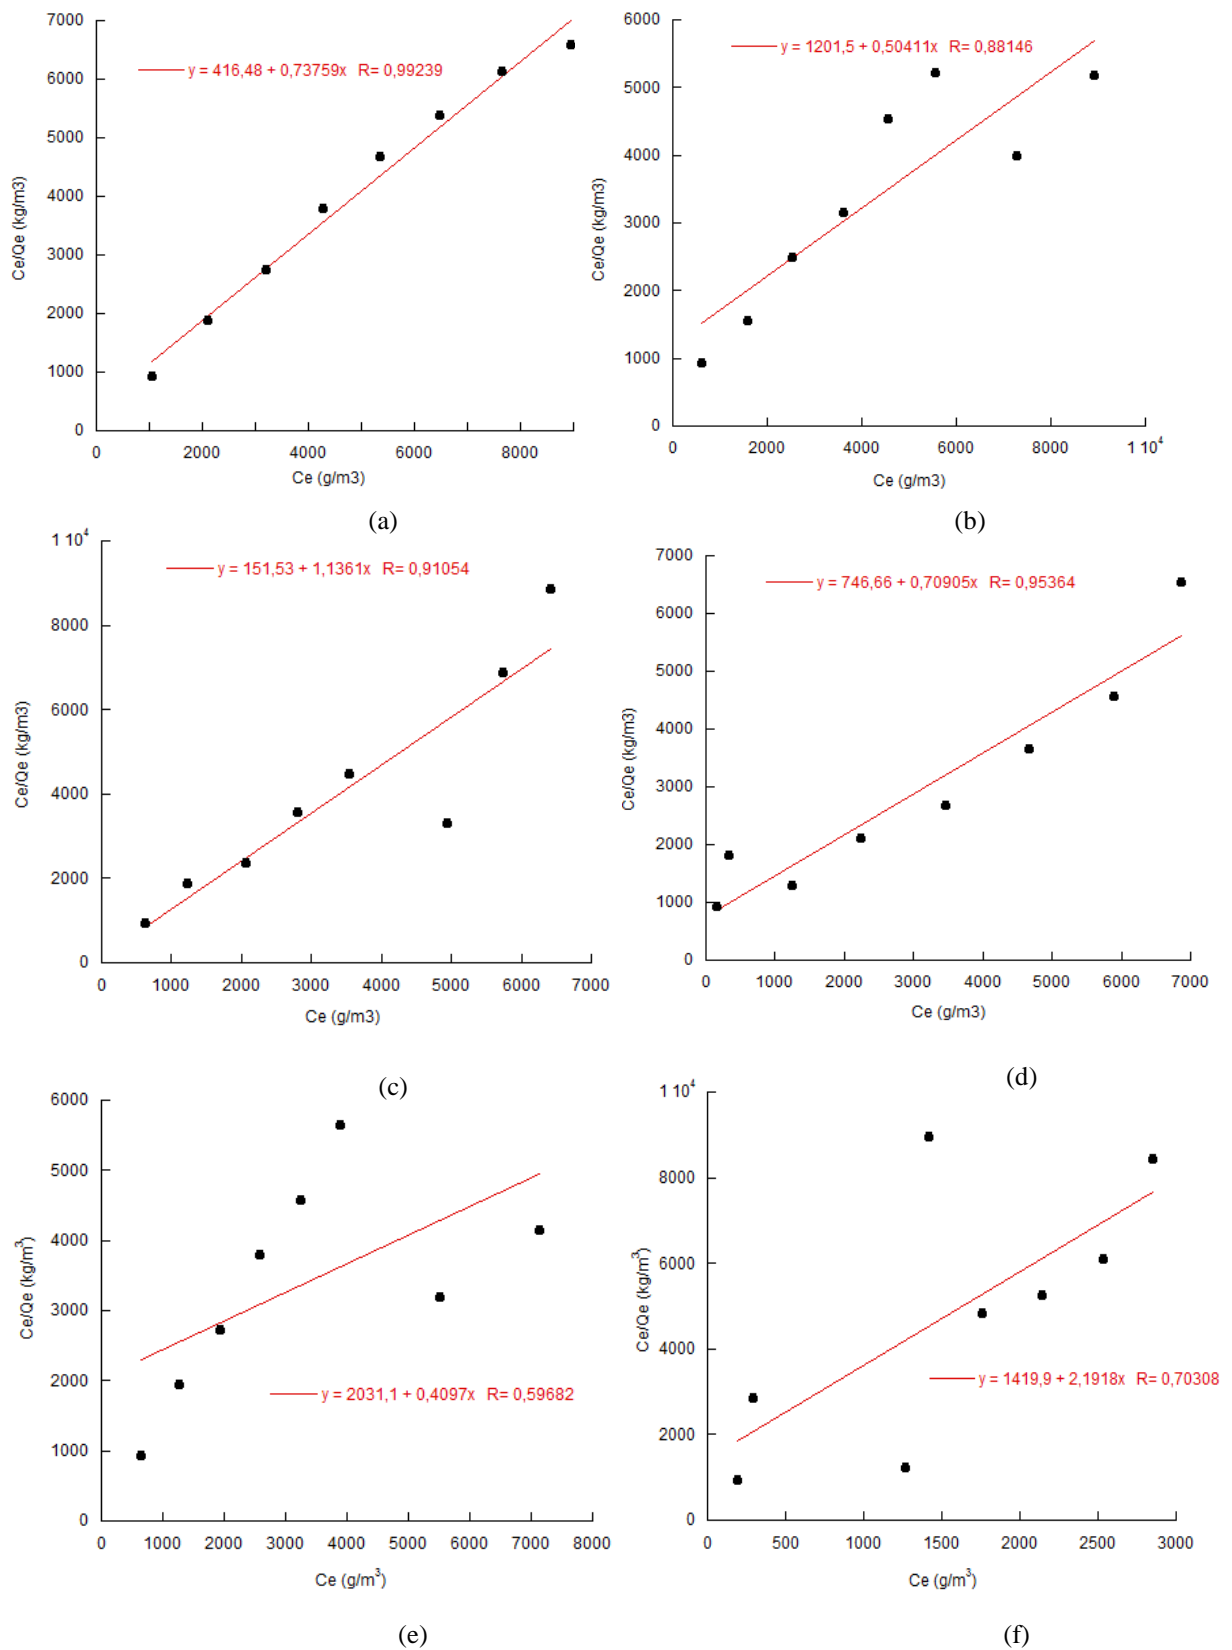 7000
6000
5000
4000
3000
2000
1000
0
Ce/Qe (kg/m3)
y = 416,48 + 0,73759x R= 0,99239
0 2000 4000 6000 8000
Ce (g/m3)
(a)
6000
5000
4000
3000
2000
1000
0
Ce/Qe (kg/m3)
y = 1201,5 + 0,50411x R= 0,88146
0 2000 4000 6000 8000 1 10⁴
Ce (g/m3)
(b)
1 10⁴
8000
6000
4000
2000
0
Ce/Qe (kg/m3)
y = 151,53 + 1,1361x R= 0,91054
0 1000 2000 3000 4000 5000 6000 7000
Ce (g/m3)
(c)
7000
6000
5000
4000
3000
2000
1000
0
Ce/Qe (kg/m3)
y = 746,66 + 0,70905x R= 0,95364
0 1000 2000 3000 4000 5000 6000 7000
Ce (g/m3)
(d)
6000
5000
4000
3000
2000
1000
0
Ce/Qe (kg/m³)
y = 2031,1 + 0,4097x R= 0,59682
0 1000 2000 3000 4000 5000 6000 7000 8000
Ce (g/m³)
(e)
1 10⁴
8000
6000
4000
2000
0
Ce/Qe (kg/m³)
y = 1419,9 + 2,1918x R= 0,70308
0 500 1000 1500 2000 2500 3000
Ce (g/m³)
(f)